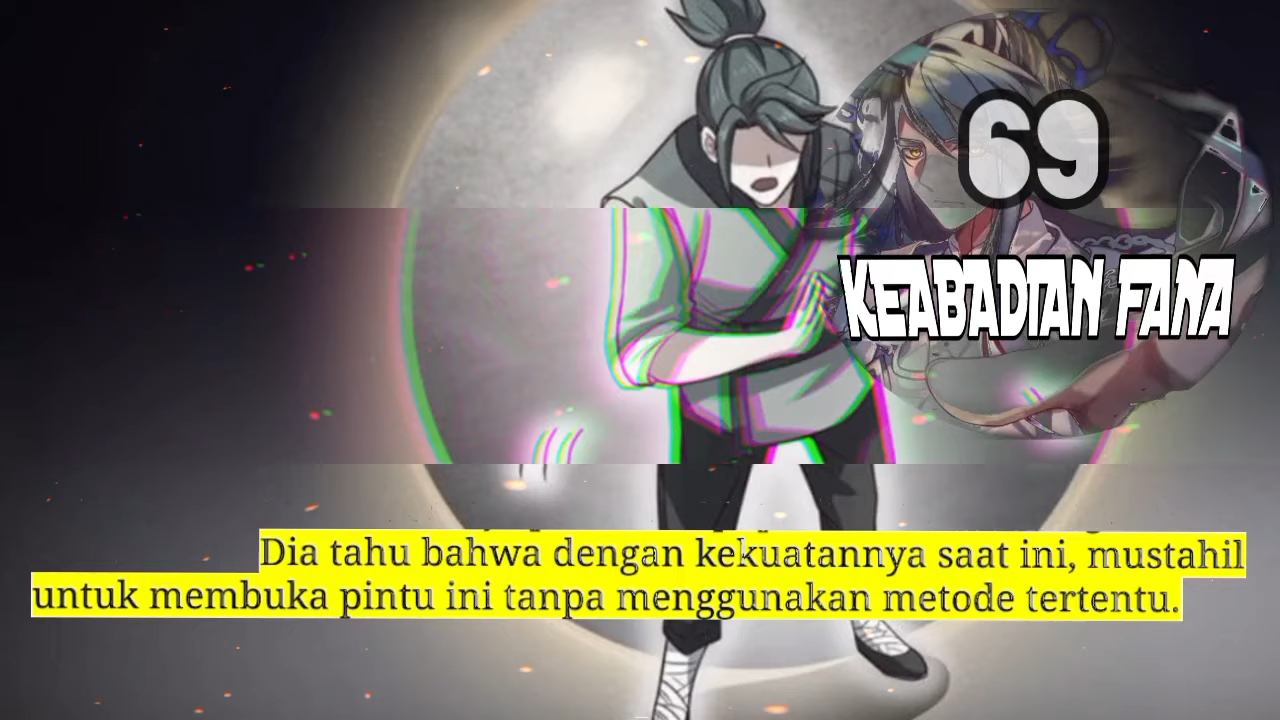 69
KEABADIAN FANA
Dia tahu bahwa dengan kekuatannya saat ini, mustahil
untuk membuka pintu ini tanpa menggunakan metode tertentu.